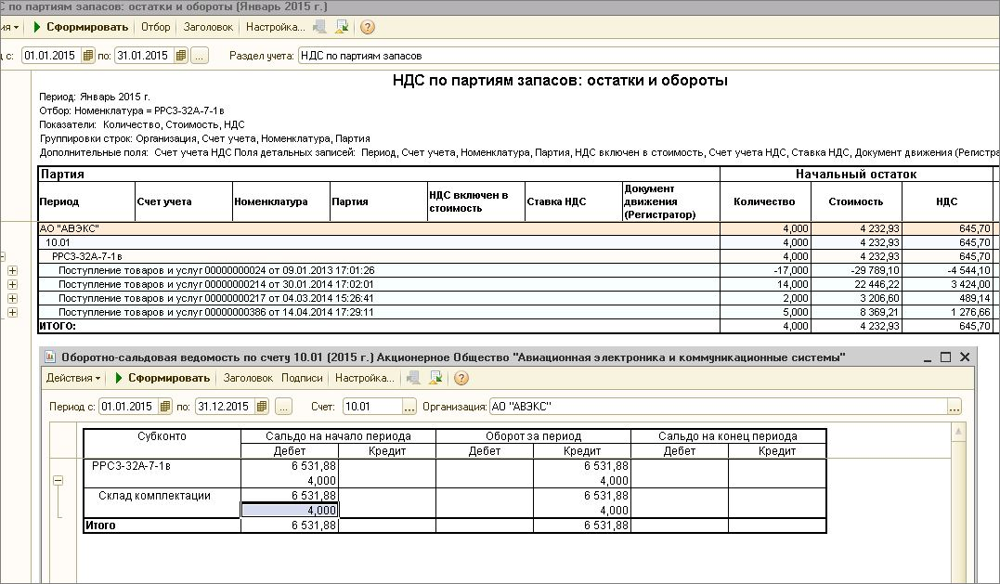 С по партиям запасов: остатки и обороты (Январь 2015 г.)
ия Сформировать Отбор Заголовок Настройка... ?
д с: 01.01.2015 по: 31.01.2015 ... Раздел учета: НДС по партиям запасов
НДС по партиям запасов: остатки и обороты
Период: Январь 2015 г.
Отбор: Номенклатура = РРС3-32А-7-1в
Показатели: Количество, Стоимость, НДС
Группировки строк: Организация, Счет учета, Номенклатура, Партия
Дополнительные поля: Счет учета НДС Поля детальных записей: Период, Счет учета, Номенклатура, Партия, НДС включен в стоимость, Счет учета НДС, Ставка НДС, Документ движения (Регистра
Партия Начальный остаток
Период Счет учета Номенклатура Партия НДС включен в стоимость Ставка НДС Документ движения (Регистратор) Количество Стоимость НДС
АО "АВЭКС" 4,000 4 232,93 645,70
10.01 4,000 4 232,93 645,70
РРС3-32А-7-1в 4,000 4 232,93 645,70
Поступление товаров и услуг 00000000024 от 09.01.2013 17:01:26 -17,000 -29 789,10 -4 544,10
Поступление товаров и услуг 00000000214 от 30.01.2014 17:02:01 14,000 22 446,22 3 424,00
Поступление товаров и услуг 00000000217 от 04.03.2014 15:26:41 2,000 3 206,60 489,14
Поступление товаров и услуг 00000000386 от 14.04.2014 17:29:11 5,000 8 369,21 1 276,66
ИТОГО: 4,000 4 232,93 645,70
Оборотно-сальдовая ведомость по счету 10.01 (2015 г.) Акционерное Общество "Авиационная электроника и коммуникационные системы"
Действия Сформировать Заголовок Подписи Настройка... ?
Период с: 01.01.2015 по: 31.12.2015 ... Счет: 10.01 ... Организация: АО "АВЭКС" ...
Субконто Сальдо на начало периода Оборот за период Сальдо на конец периода
Дебет Кредит Дебет Кредит Дебет Кредит
РРС3-32А-7-1в 6 531,88 6 531,88
4,000 4,000
Склад комплектации 6 531,88 6 531,88
4,000 4,000
Итого 6 531,88 6 531,88